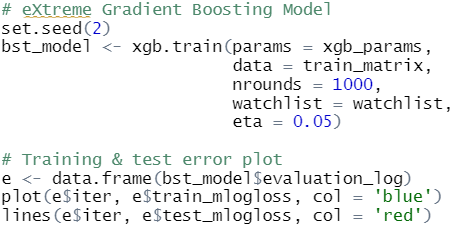 # eXtreme Gradient Boosting Model
set.seed(2)
bst_model <- xgb.train(params = xgb_params,
data = train_matrix,
nrounds = 1000,
watchlist = watchlist,
eta = 0.05)
# Training & test error plot
e <- data.frame(bst_model$evaluation_log)
plot(e$iter, e$train_mlogloss, col = 'blue')
lines(e$iter, e$test_mlogloss, col = 'red')